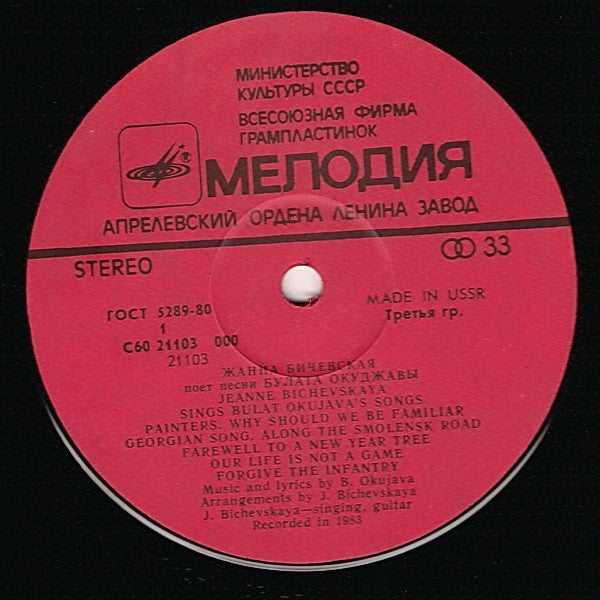 МИНИСТЕРСТВО
КУЛЬТУРЫ СССР
ВСЕСОЮЗНАЯ ФИРМА
ГРАМПЛАСТИНОК
®
МЕЛОДИЯ
АПРЕЛЕВСКИЙ ОРДЕНА ЛЕНИНА ЗАВОД
STEREO
33
ГОСТ 5289-80
MADE IN USSR
1
Третья гр.
С60 21103 000
21103
ЖАННА БИЧЕВСКАЯ
поет песни БУЛАТА ОКУДЖАВЫ
JEANNE BICHEVSKAYA
SINGS BULAT OKUJAVA'S SONGS
PAINTERS. WHY SHOULD WE BE FAMILIAR
GEORGIAN SONG. ALONG THE SMOLENSK ROAD
FAREWELL TO A NEW YEAR TREE
OUR LIFE IS NOT A GAME
FORGIVE THE INFANTRY
Music and lyrics by B. Okujava
Arrangements by J. Bichevskaya
J. Bichevskaya—singing, guitar
Recorded in 1983